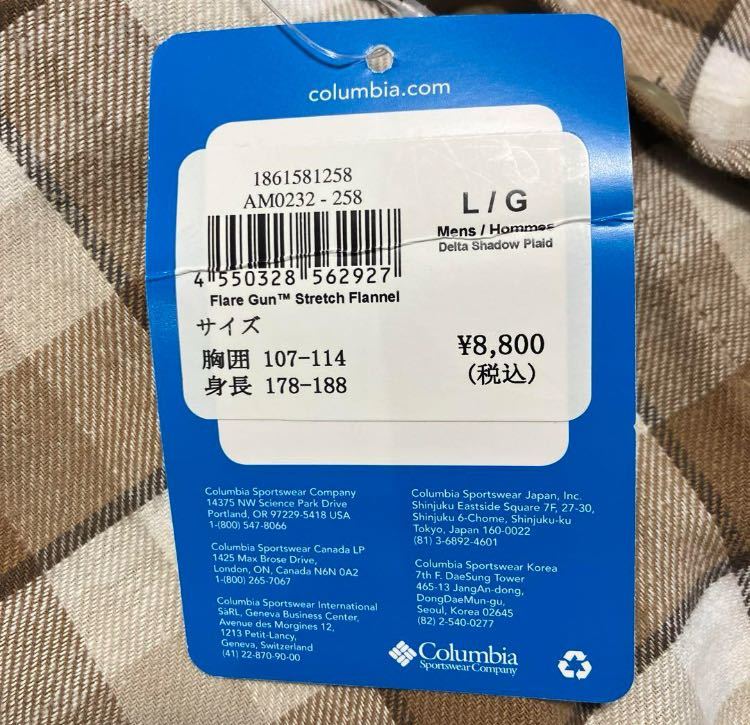 columbia.com
1861581258
AM0232 - 258
4 550328 562927
Flare Gun™ Stretch Flannel
L / G
Mens / Hommes
Delta Shadow Plaid
サイズ
胸囲 107-114
身長 178-188
¥8,800
(税込)
Columbia Sportswear Company
14375 NW Science Park Drive
Portland, OR 97229-5418 USA
1-(800) 547-8066
Columbia Sportswear Canada LP
1425 Max Brose Drive,
London, ON, Canada N6N 0A2
1-(800) 265-7067
Columbia Sportswear International
SàRL, Geneva Business Center,
Avenue des Morgines 12,
1213 Petit-Lancy,
Geneva, Switzerland
(41) 22-870-90-00
Columbia Sportswear Japan, Inc.
Shinjuku Eastside Square 7F, 27-30,
Shinjuku 6-Chome, Shinjuku-ku
Tokyo, Japan 160-0022
(81) 3-6892-4601
Columbia Sportswear Korea
7th F. DaeSung Tower
465-13 JangAn-dong,
DongDaeMun-gu,
Seoul, Korea 02645
(82) 2-540-0277
Columbia
Sportswear Company